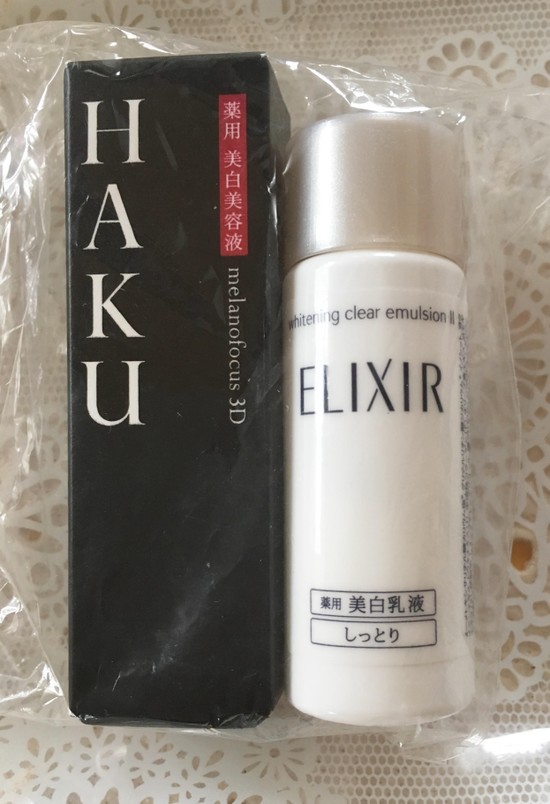 HAKU
薬用 美白美容液
melanofocus 3D
whitening clear emulsion II
ELIXIR
薬用 美白乳液
しっとり